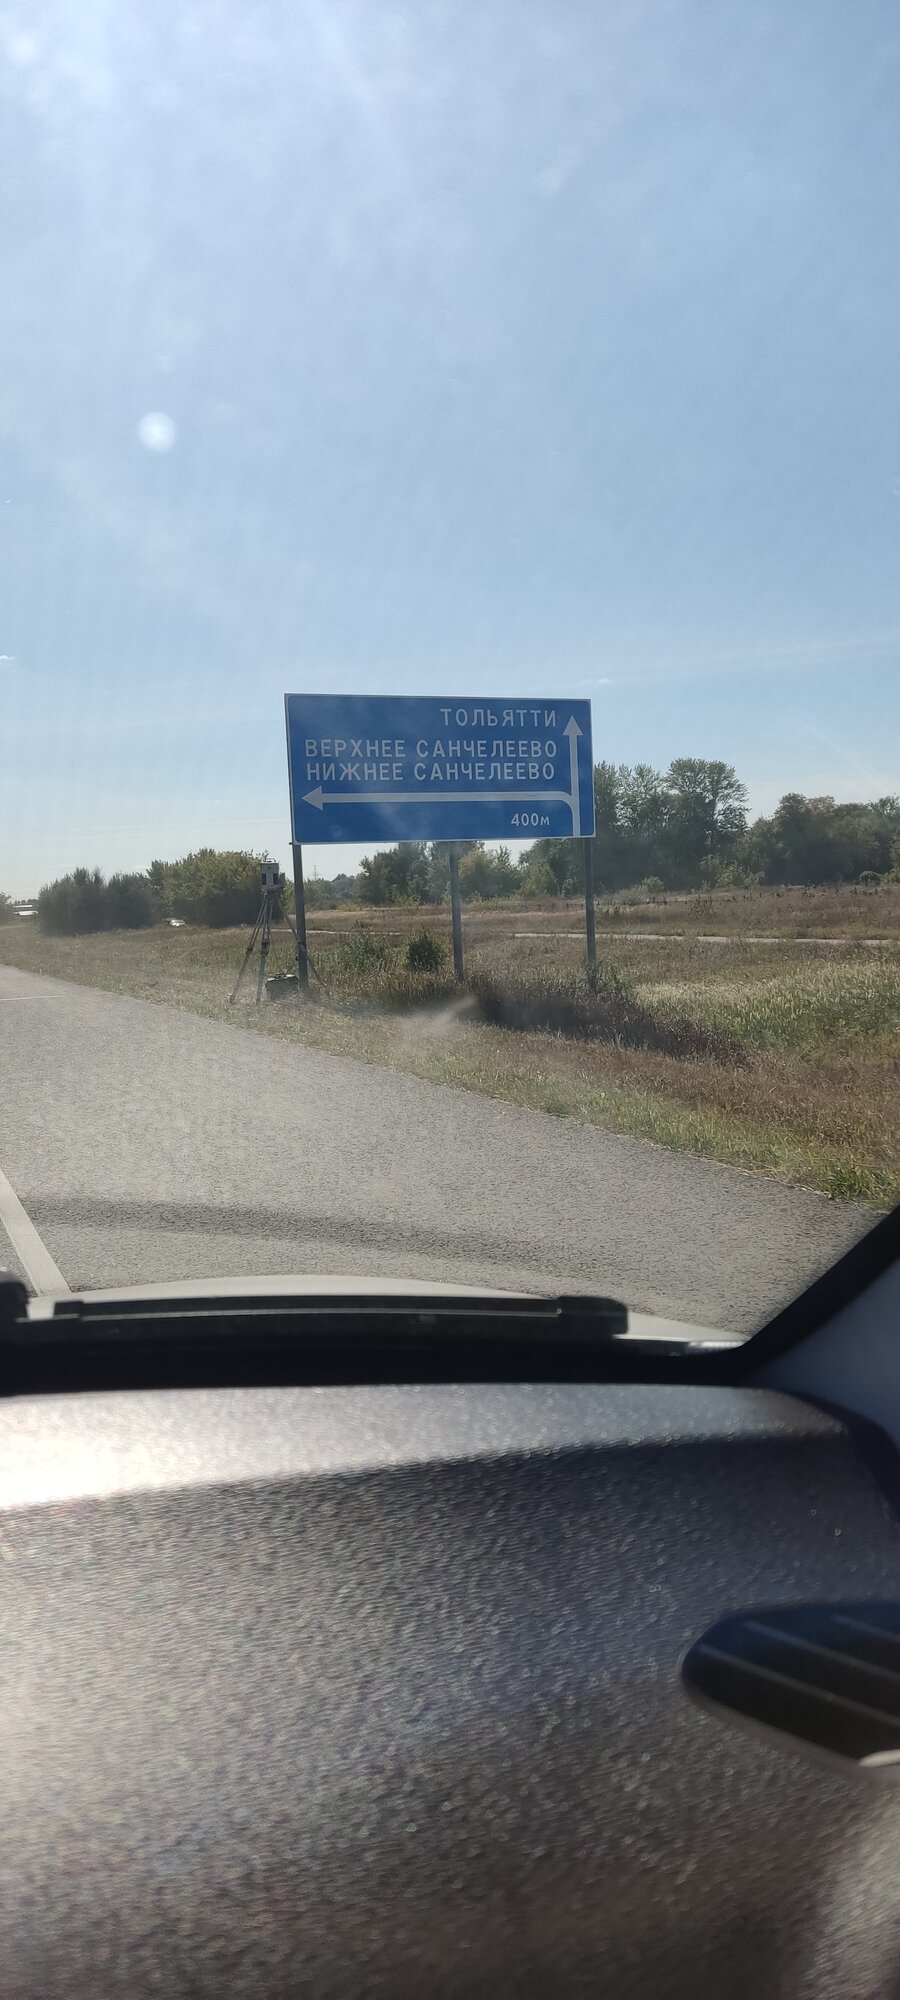 ТОЛЬЯТТИ
ВЕРХНЕЕ САНЧЕЛЕЕВО
НИЖНЕЕ САНЧЕЛЕЕВО
400м